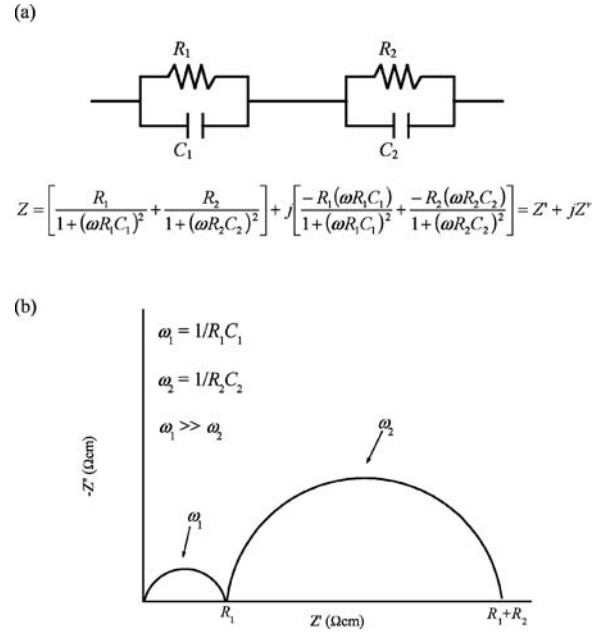 (a)
R₁ R₂
C₁ C₂
Z = [R₁/(1 + (ωR₁C₁)²) + R₂/(1 + (ωR₂C₂)²)] + j[−R₁(ωR₁C₁)/(1 + (ωR₁C₁)²) + −R₂(ωR₂C₂)/(1 + (ωR₂C₂)²)] = Z' + jZ''
(b)
ω₁ = 1/R₁C₁
ω₂ = 1/R₂C₂
ω₁ >> ω₂
ω₂
-Z'' (Ωcm)
ω₁
R₁ R₁+R₂
Z' (Ωcm)